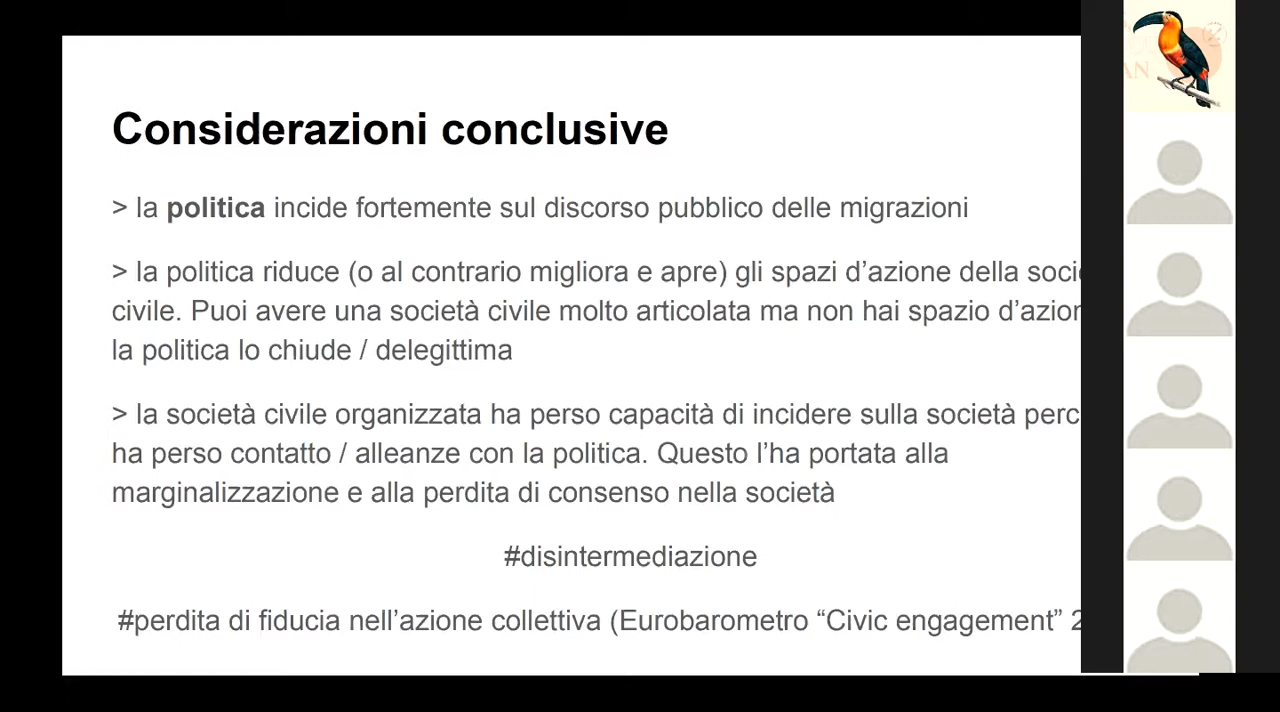 Considerazioni conclusive
> la politica incide fortemente sul discorso pubblico delle migrazioni
> la politica riduce (o al contrario migliora e apre) gli spazi d’azione della
civile. Puoi avere una società civile molto articolata ma non hai spazio
la politica lo chiude / delegittima
> la società civile organizzata ha perso capacità di incidere sulla società
ha perso contatto / alleanze con la politica. Questo l’ha portata alla
marginalizzazione e alla perdita di consenso nella società
#disintermediazione
#perdita di fiducia nell’azione collettiva (Eurobarometro “Civic engagement”
AN